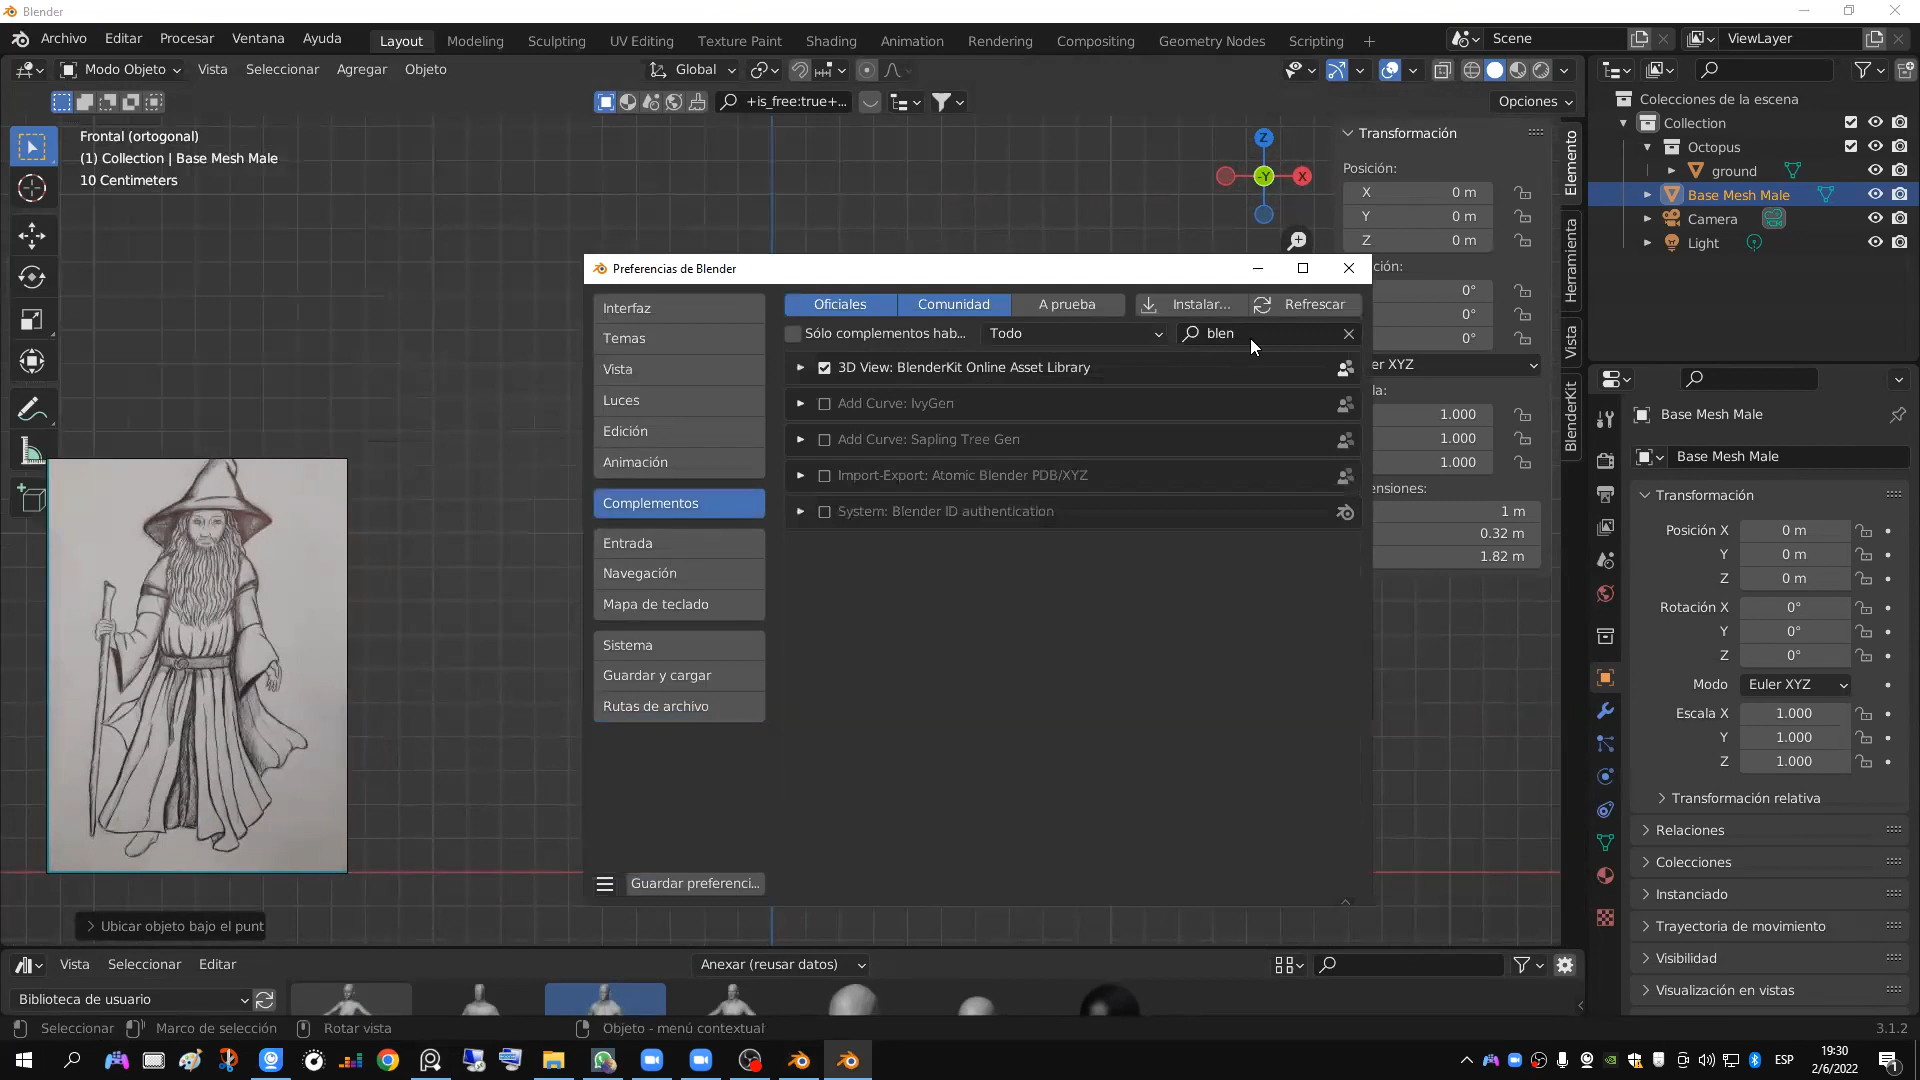 Blender
Archivo Editar Procesar Ventana Ayuda Layout Modeling Sculpting UV Editing Texture Paint Shading Animation Rendering Compositing Geometry Nodes Scripting Scene ViewLayer
Modo Objeto Vista Seleccionar Agregar Objeto Global
+is_free:true+... Opciones
Frontal (ortogonal)
(1) Collection | Base Mesh Male
10 Centimeters
Z
-Y
X
Transformación
Posición:
X 0 m
Y 0 m
Z 0 m
ción:
0°
0°
0°
er XYZ
la:
1.000
1.000
1.000
ensiones:
1 m
0.32 m
1.82 m
Elemento
Herramienta
Vista
BlenderKit
Colecciones de la escena
Collection
Octopus
ground
Base Mesh Male
Camera
Light
Preferencias de Blender
Interfaz
Temas
Vista
Luces
Edición
Animación
Complementos
Entrada
Navegación
Mapa de teclado
Sistema
Guardar y cargar
Rutas de archivo
Guardar preferenci...
Oficiales Comunidad A prueba Instalar... Refrescar
Sólo complementos hab... Todo blen
3D View: BlenderKit Online Asset Library
Add Curve: IvyGen
Add Curve: Sapling Tree Gen
Import-Export: Atomic Blender PDB/XYZ
System: Blender ID authentication
Base Mesh Male
Base Mesh Male
Transformación
Posición X 0 m
Y 0 m
Z 0 m
Rotación X 0°
Y 0°
Z 0°
Modo Euler XYZ
Escala X 1.000
Y 1.000
Z 1.000
Transformación relativa
Relaciones
Colecciones
Instanciado
Trayectoria de movimiento
Visibilidad
Visualización en vistas
Ubicar objeto bajo el punt
Vista Seleccionar Editar Anexar (reusar datos)
Biblioteca de usuario
Seleccionar Marco de selección Rotar vista Objeto - menú contextual 3.1.2
ESP 19:30
2/6/2022
1